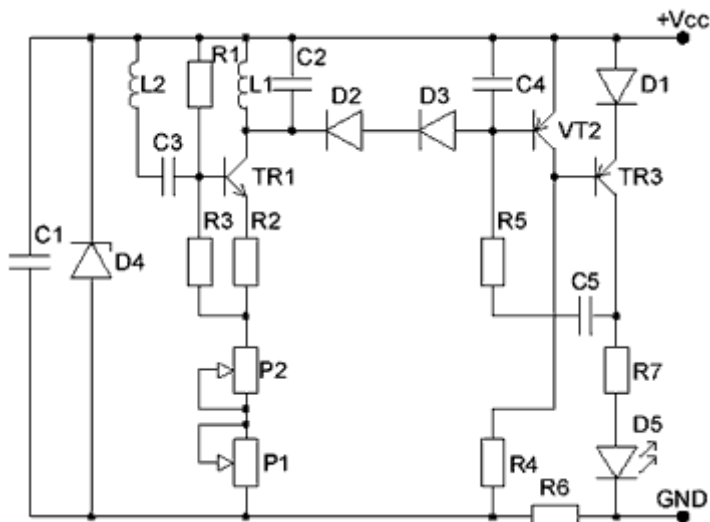 +Vcc
R1
C2
L2
L1
D2
D3
C4
D1
VT2
C3
TR1
TR3
C1
R3
R2
R5
D4
C5
P2
R7
D5
P1
R4
R6
GND